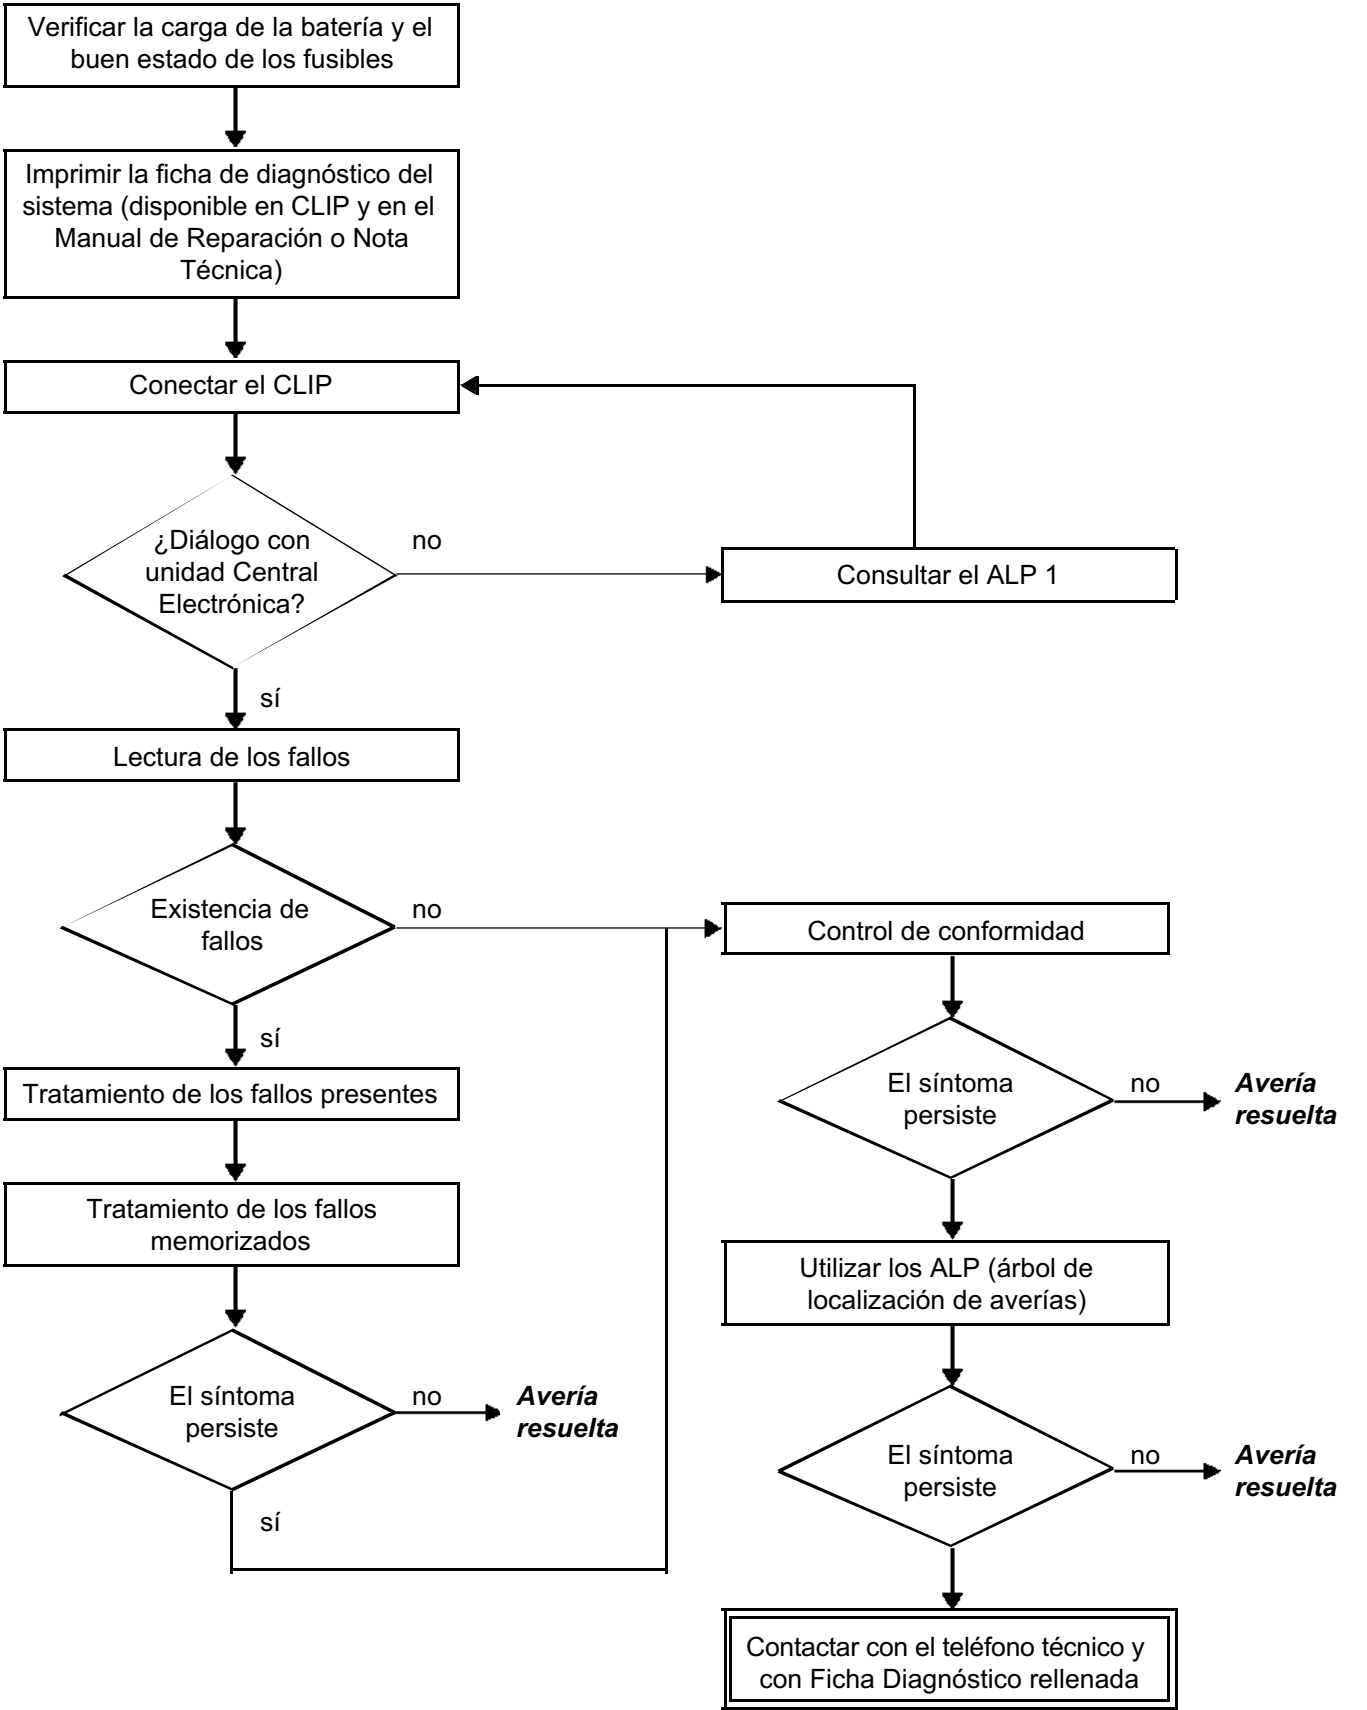 Verificar la carga de la batería y el
buen estado de los fusibles
Imprimir la ficha de diagnóstico del
sistema (disponible en CLIP y en el
Manual de Reparación o Nota
Técnica)
Conectar el CLIP
¿Diálogo con
unidad Central
Electrónica?
no
Consultar el ALP 1
sí
Lectura de los fallos
Existencia de
fallos
no
Control de conformidad
sí
Tratamiento de los fallos presentes
El síntoma
persiste
no
Avería
resuelta
Tratamiento de los fallos
memorizados
Utilizar los ALP (árbol de
localización de averías)
El síntoma
persiste
no
Avería
resuelta
sí
El síntoma
persiste
no
Avería
resuelta
Contactar con el teléfono técnico y
con Ficha Diagnóstico rellenada